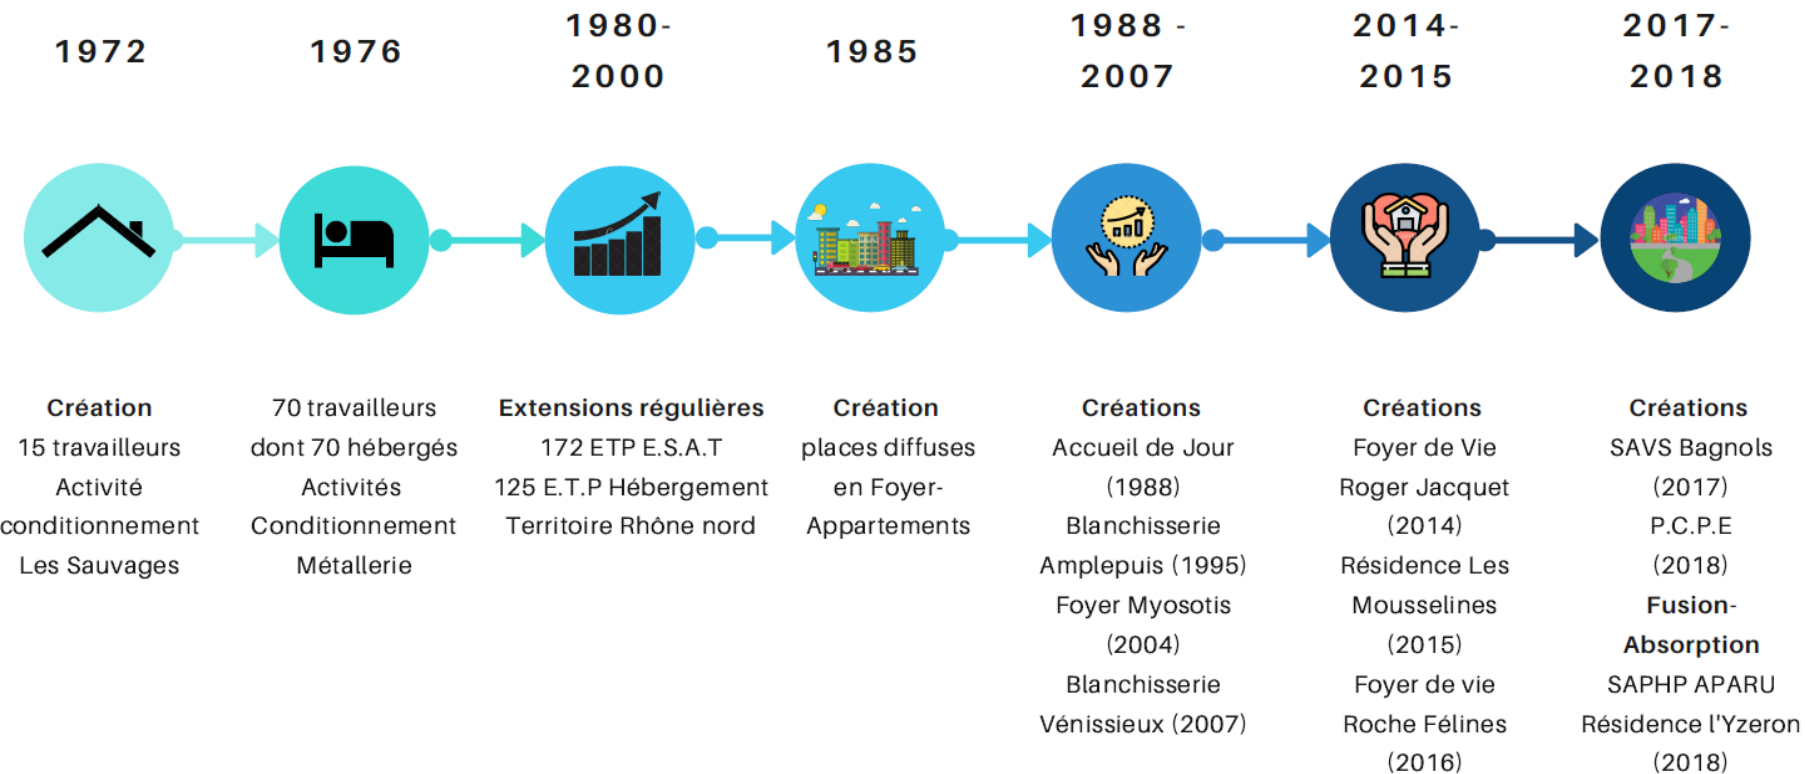 1972
Création
15 travailleurs
Activité
conditionnement
Les Sauvages
1976
70 travailleurs
dont 70 hébergés
Activités
Conditionnement
Métallerie
1980-
2000
Extensions régulières
172 ETP E.S.A.T
125 E.T.P Hébergement
Territoire Rhône nord
1985
Création
places diffuses
en Foyer-
Appartements
1988 -
2007
Créations
Accueil de Jour
(1988)
Blanchisserie
Amplepuis (1995)
Foyer Myosotis
(2004)
Blanchisserie
Vénissieux (2007)
2014-
2015
Créations
Foyer de Vie
Roger Jacquet
(2014)
Résidence Les
Mousselines
(2015)
Foyer de vie
Roche Félines
(2016)
2017-
2018
Créations
SAVS Bagnols
(2017)
P.C.P.E
(2018)
Fusion-
Absorption
SAPHP APARU
Résidence l'Yzeron
(2018)